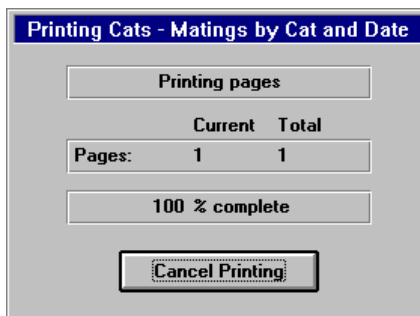 Printing Cats - Matings by Cat and Date
Printing pages
Current Total
Pages: 1 1
100 % complete
Cancel Printing